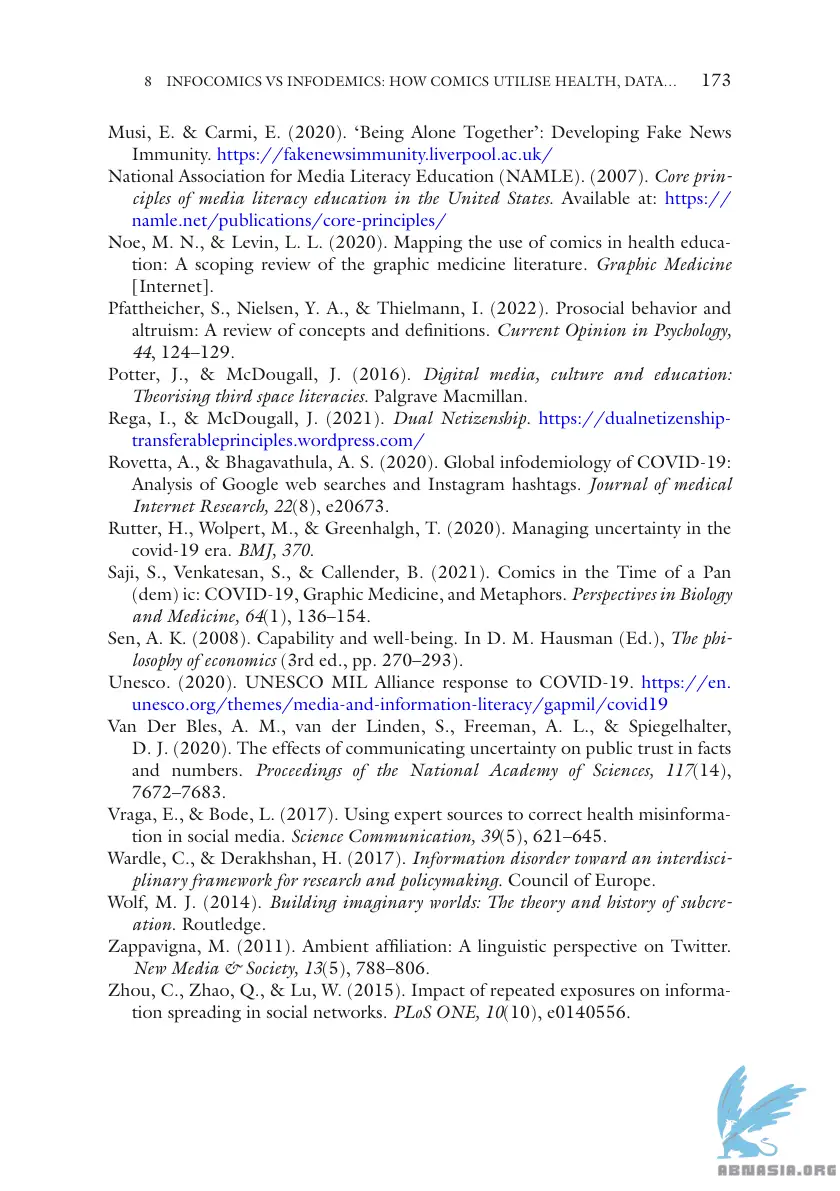 8 INFOCOMICS VS INFODEMICS: HOW COMICS UTILISE HEALTH, DATA… 173
Musi, E. & Carmi, E. (2020). ‘Being Alone Together’: Developing Fake News
Immunity. https://fakenewsimmunity.liverpool.ac.uk/
National Association for Media Literacy Education (NAMLE). (2007). Core prin-
ciples of media literacy education in the United States. Available at: https://
namle.net/publications/core-principles/
Noe, M. N., & Levin, L. L. (2020). Mapping the use of comics in health educa-
tion: A scoping review of the graphic medicine literature. Graphic Medicine
[Internet].
Pfattheicher, S., Nielsen, Y. A., & Thielmann, I. (2022). Prosocial behavior and
altruism: A review of concepts and definitions. Current Opinion in Psychology,
44, 124–129.
Potter, J., & McDougall, J. (2016). Digital media, culture and education:
Theorising third space literacies. Palgrave Macmillan.
Rega, I., & McDougall, J. (2021). Dual Netizenship. https://dualnetizenship-
transferableprinciples.wordpress.com/
Rovetta, A., & Bhagavathula, A. S. (2020). Global infodemiology of COVID-19:
Analysis of Google web searches and Instagram hashtags. Journal of medical
Internet Research, 22(8), e20673.
Rutter, H., Wolpert, M., & Greenhalgh, T. (2020). Managing uncertainty in the
covid-19 era. BMJ, 370.
Saji, S., Venkatesan, S., & Callender, B. (2021). Comics in the Time of a Pan
(dem) ic: COVID-19, Graphic Medicine, and Metaphors. Perspectives in Biology
and Medicine, 64(1), 136–154.
Sen, A. K. (2008). Capability and well-being. In D. M. Hausman (Ed.), The phi-
losophy of economics (3rd ed., pp. 270–293).
Unesco. (2020). UNESCO MIL Alliance response to COVID-19. https://en.
unesco.org/themes/media-and-information-literacy/gapmil/covid19
Van Der Bles, A. M., van der Linden, S., Freeman, A. L., & Spiegelhalter,
D. J. (2020). The effects of communicating uncertainty on public trust in facts
and numbers. Proceedings of the National Academy of Sciences, 117(14),
7672–7683.
Vraga, E., & Bode, L. (2017). Using expert sources to correct health misinforma-
tion in social media. Science Communication, 39(5), 621–645.
Wardle, C., & Derakhshan, H. (2017). Information disorder toward an interdisci-
plinary framework for research and policymaking. Council of Europe.
Wolf, M. J. (2014). Building imaginary worlds: The theory and history of subcre-
ation. Routledge.
Zappavigna, M. (2011). Ambient affiliation: A linguistic perspective on Twitter.
New Media & Society, 13(5), 788–806.
Zhou, C., Zhao, Q., & Lu, W. (2015). Impact of repeated exposures on informa-
tion spreading in social networks. PLoS ONE, 10(10), e0140556.
ABNASIA.ORG